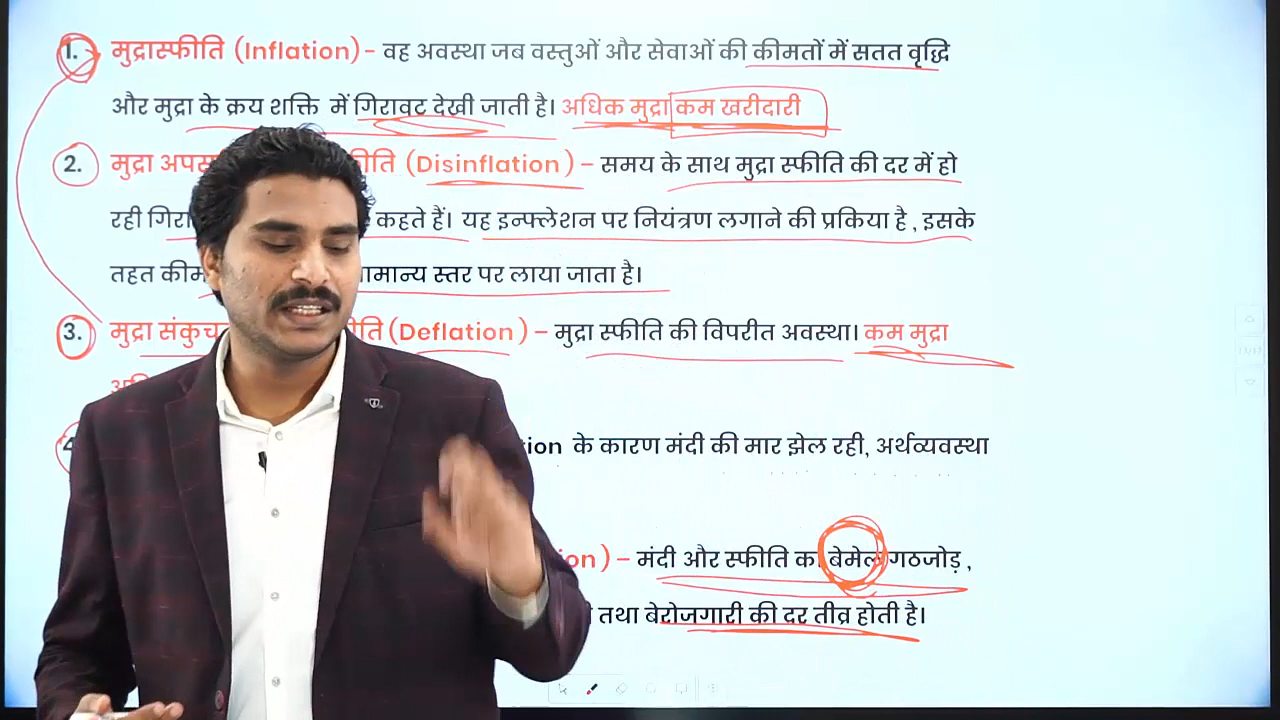 1. मुद्रास्फीति (Inflation) – वह अवस्था जब वस्तुओं और सेवाओं की कीमतों में सतत वृद्धि
और मुद्रा के क्रय शक्ति में गिरावट देखी जाती है। अधिक मुद्रा कम खरीदारी
2. मुद्रा (Disinflation) – समय के साथ मुद्रा स्फीति की दर में हो
रही कहते हैं। यह इन्फ्लेशन पर नियंत्रण लगाने की प्रकिया है , इसके
तहत सामान्य स्तर पर लाया जाता है।
3. मुद्रा (Deflation) – मुद्रा स्फीति की विपरीत अवस्था। कम मुद्रा
के कारण मंदी की मार झेल रही, अर्थव्यवस्था
– मंदी और स्फीति का बेमेल गठजोड़ ,
तथा बेरोजगारी की दर तीव्र होती है।